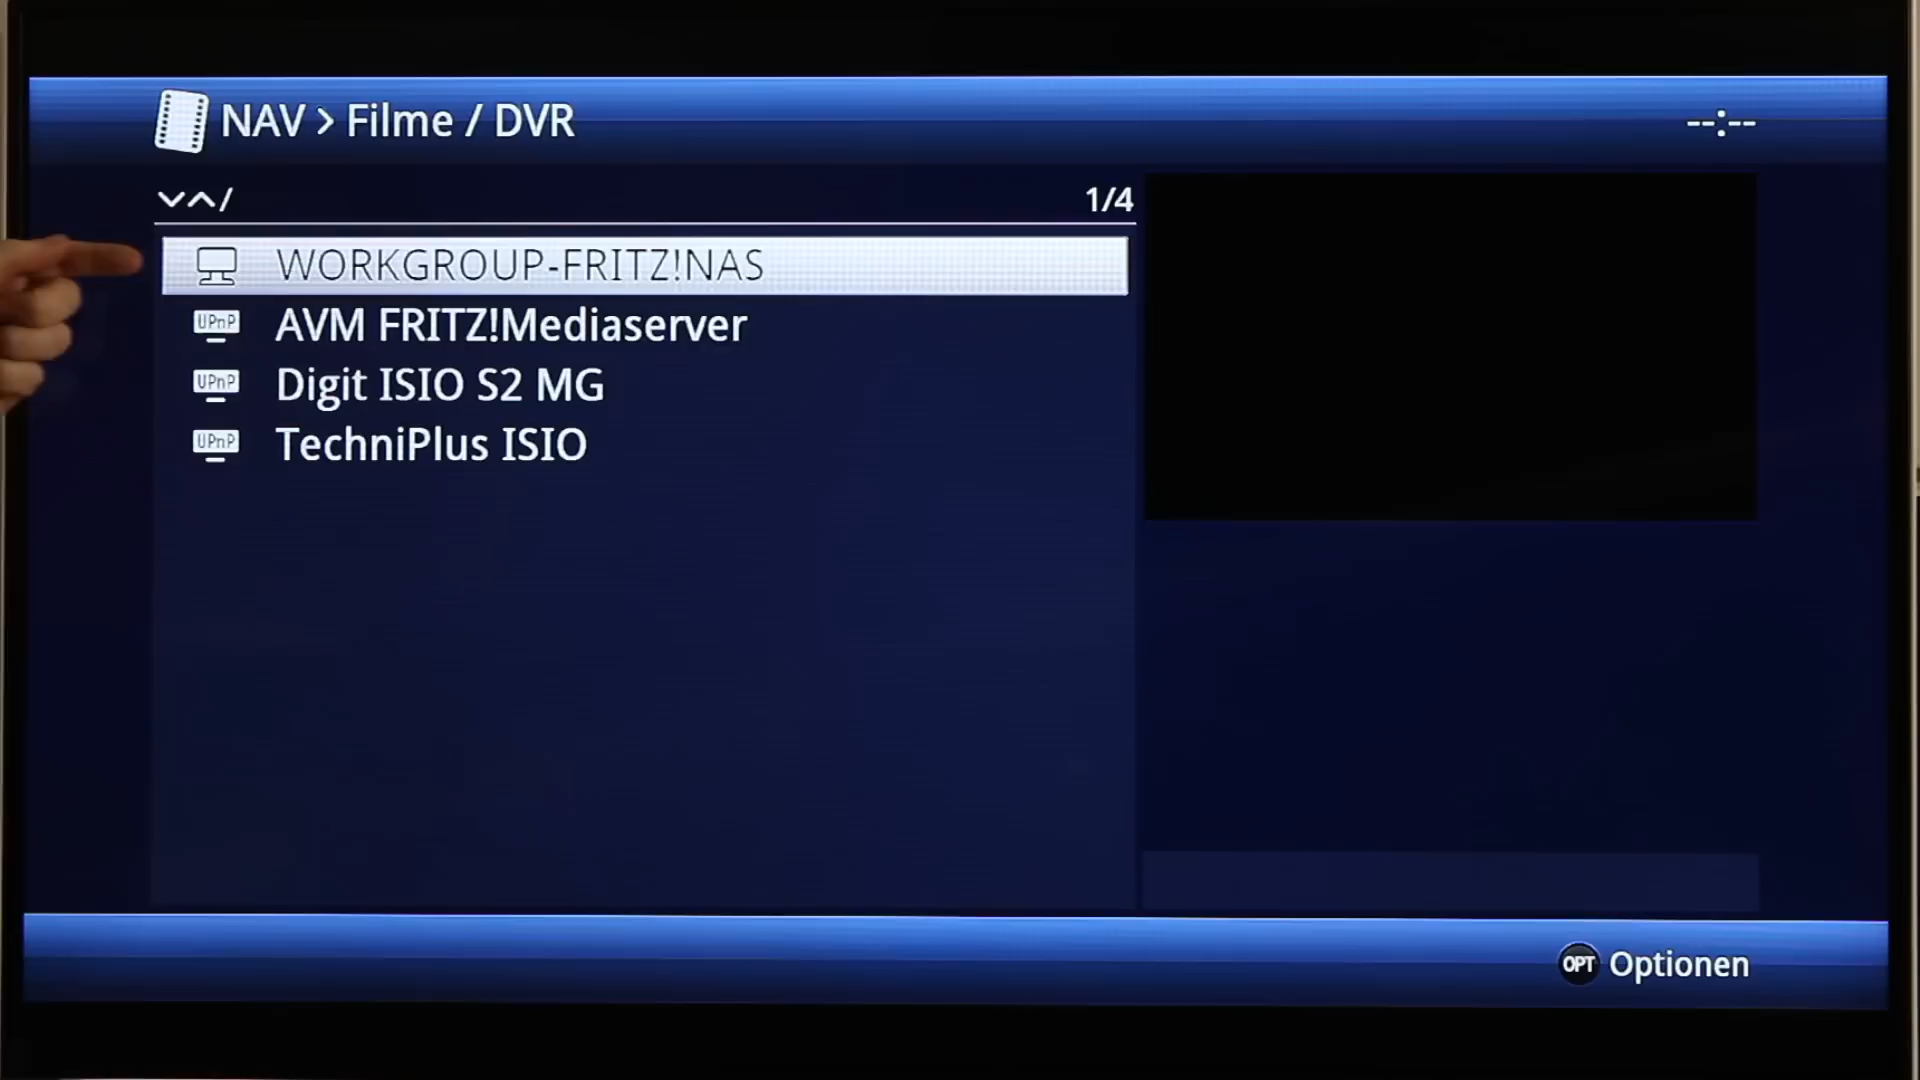 NAV > Filme / DVR
--:--
/
1/4
WORKGROUP-FRITZ!NAS
UPnP AVM FRITZ!Mediaserver
UPnP Digit ISIO S2 MG
UPnP TechniPlus ISIO
OPT Optionen